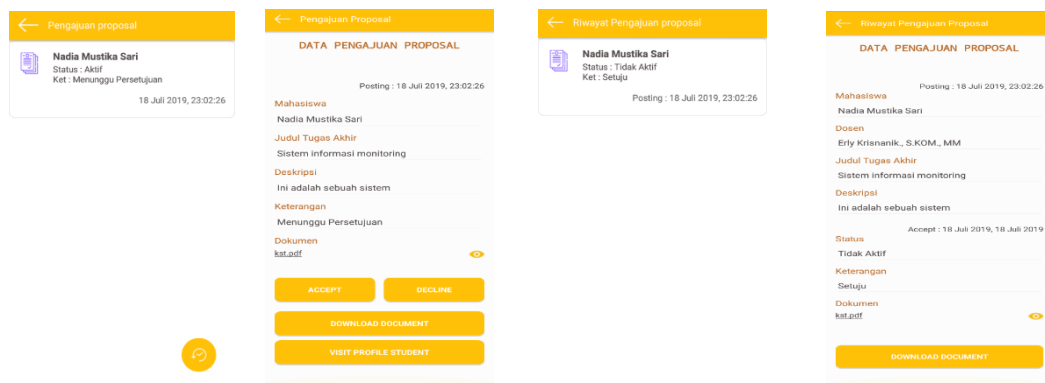 Pengajuan proposal
Nadia Mustika Sari
Status : Aktif
Ket : Menunggu Persetujuan
18 Juli 2019, 23:02:26
Pengajuan Proposal
DATA PENGAJUAN PROPOSAL
Posting : 18 Juli 2019, 23:02:26
Mahasiswa
Nadia Mustika Sari
Judul Tugas Akhir
Sistem informasi monitoring
Deskripsi
Ini adalah sebuah sistem
Keterangan
Menunggu Persetujuan
Dokumen
kst.pdf
ACCEPT
DECLINE
DOWNLOAD DOCUMENT
VISIT PROFILE STUDENT
Riwayat Pengajuan proposal
Nadia Mustika Sari
Status : Tidak Aktif
Ket : Setuju
Posting : 18 Juli 2019, 23:02:26
Riwayat Pengajuan Proposal
DATA PENGAJUAN PROPOSAL
Posting : 18 Juli 2019, 23:02:26
Mahasiswa
Nadia Mustika Sari
Dosen
Erly Krisnanik., S.KOM., MM
Judul Tugas Akhir
Sistem informasi monitoring
Deskripsi
Ini adalah sebuah sistem
Accept : 18 Juli 2019, 18 Juli 2019
Status
Tidak Aktif
Keterangan
Setuju
Dokumen
kst.pdf
DOWNLOAD DOCUMENT